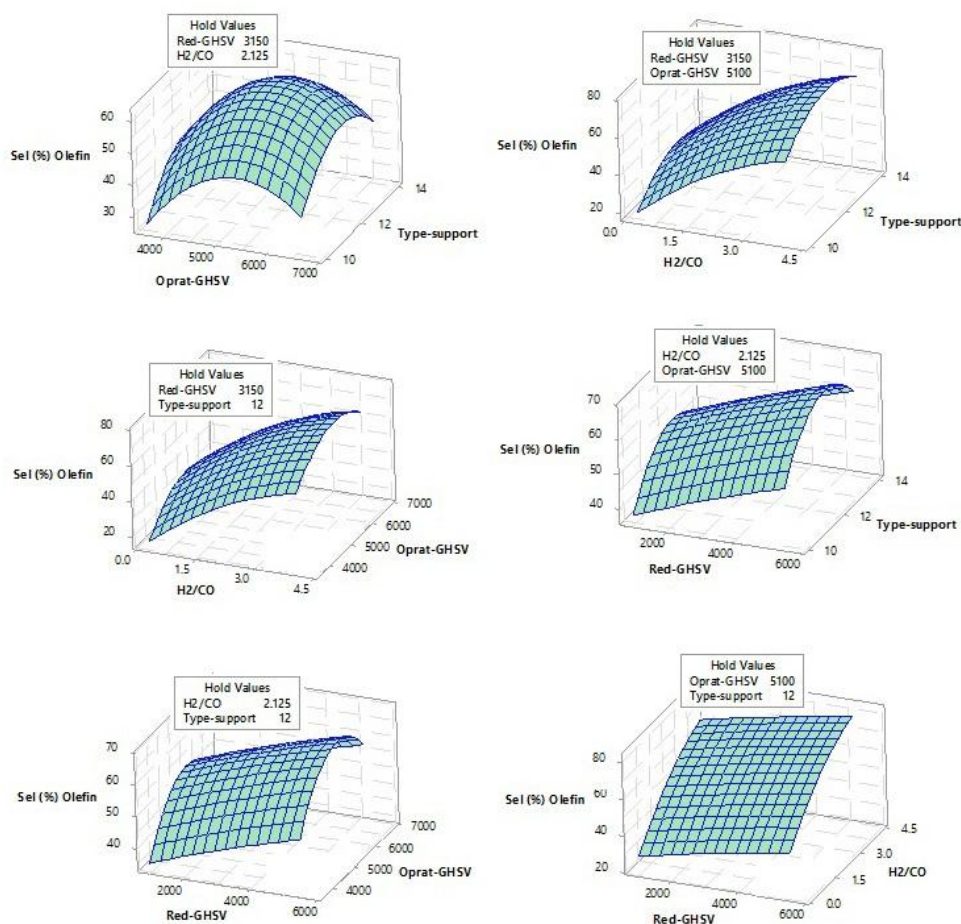 Hold Values
Red-GHSV 3150
H2/CO 2.125
60
50
40
30
Sel (%) Olefin
14
12
10
Type-support
4000
5000
6000
7000
Oprat-GHSV
Hold Values
Red-GHSV 3150
Oprat-GHSV 5100
80
60
40
20
Sel (%) Olefin
14
12
10
Type-support
0.0
1.5
3.0
4.5
H2/CO
Hold Values
Red-GHSV 3150
Type-support 12
80
60
40
20
Sel (%) Olefin
7000
6000
5000
4000
Oprat-GHSV
0.0
1.5
3.0
4.5
H2/CO
Hold Values
H2/CO 2.125
Oprat-GHSV 5100
70
60
50
40
Sel (%) Olefin
14
12
10
Type-support
2000
4000
6000
Red-GHSV
Hold Values
H2/CO 2.125
Type-support 12
70
60
50
40
Sel (%) Olefin
7000
6000
5000
4000
Oprat-GHSV
2000
4000
6000
Red-GHSV
Hold Values
Oprat-GHSV 5100
Type-support 12
80
60
40
20
Sel (%) Olefin
4.5
3.0
1.5
0.0
H2/CO
2000
4000
6000
Red-GHSV